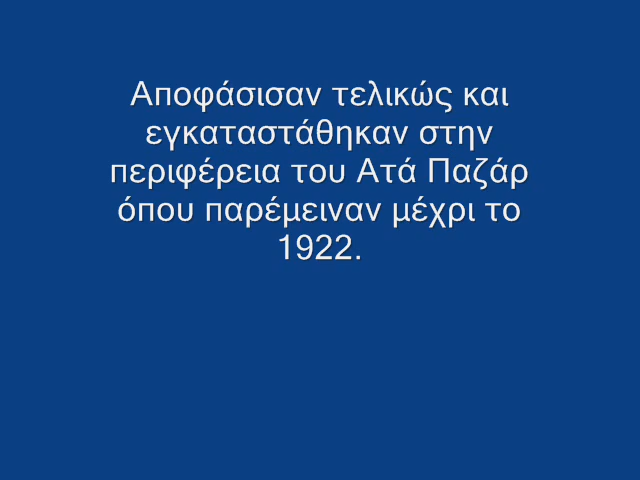 Αποφάσισαν τελικώς και
εγκαταστάθηκαν στην
περιφέρεια του Ατά Παζάρ
όπου παρέμειναν μέχρι το
1922.